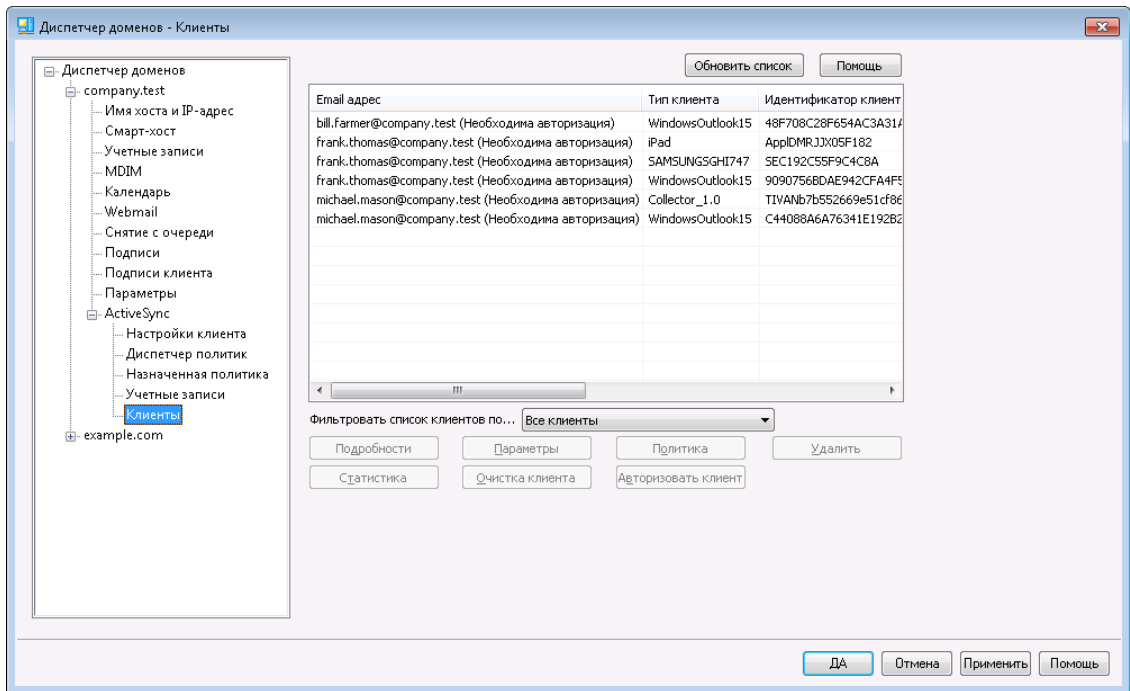 Диспетчер доменов - Клиенты
Диспетчер доменов
company.test
Имя хоста и IP-адрес
Смарт-хост
Учетные записи
MDIM
Календарь
Webmail
Снятие с очереди
Подписи
Подписи клиента
Параметры
ActiveSync
Настройки клиента
Диспетчер политик
Назначенная политика
Учетные записи
Клиенты
example.com
Обновить список Помощь
Email адрес Тип клиента Идентификатор клиент
bill.farmer@company.test (Необходима авторизация) WindowsOutlook15 48F708C28F654AC3A31A
frank.thomas@company.test (Необходима авторизация) iPad ApplDMRJJX05F182
frank.thomas@company.test (Необходима авторизация) SAMSUNGSGHI747 SEC192C55F9C4C8A
frank.thomas@company.test (Необходима авторизация) WindowsOutlook15 9090756BDAE942CFA4F5
michael.mason@company.test (Необходима авторизация) Collector_1.0 TIVANb7b552669e51cf86
michael.mason@company.test (Необходима авторизация) WindowsOutlook15 C44088A6A76341E192B2
Фильтровать список клиентов по... Все клиенты
Подробности Параметры Политика Удалить
Статистика Очистка клиента Авторизовать клиент
ДА Отмена Применить Помощь